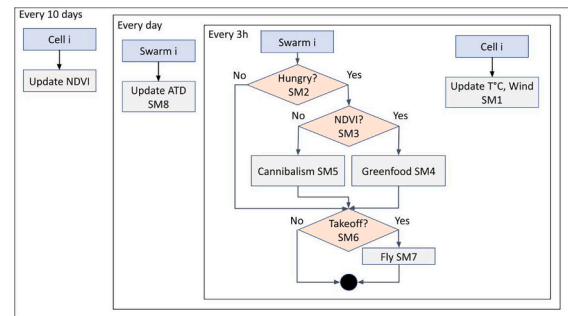 Every 10 days
Cell i
Update NDVI
Every day
Swarm i
Update ATD
SM8
Every 3h
Swarm i
No
Hungry?
SM2
Yes
No
NDVI?
SM3
Yes
Cannibalism SM5
Greenfood SM4
No
Takeoff?
SM6
Yes
Fly SM7
Cell i
Update T°C, Wind
SM1